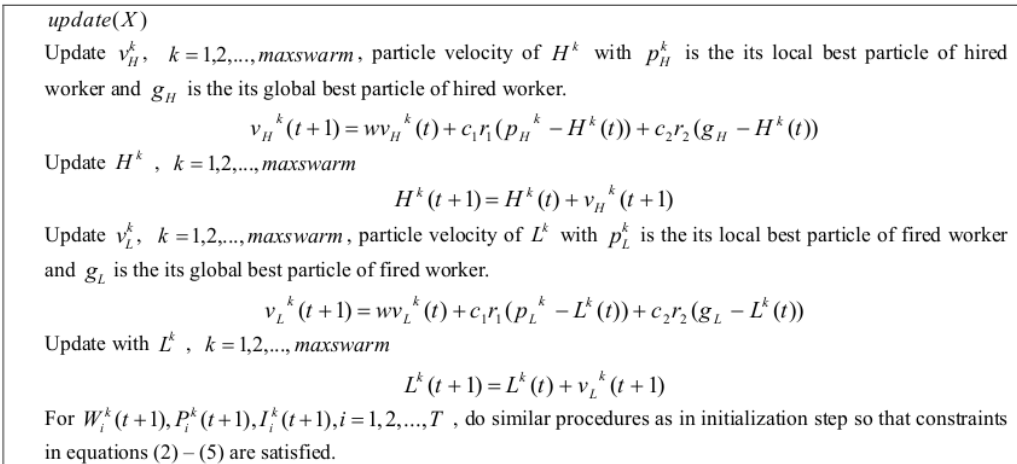 update(X)
Update $v_H^k$, $k = 1,2,...,maxswarm$, particle velocity of $H^k$ with $p_H^k$ is the its local best particle of hired
worker and $g_H$ is the its global best particle of hired worker.
$v_H{}^k(t+1) = wv_H{}^k(t) + c_1r_1(p_H{}^k - H^k(t)) + c_2r_2(g_H - H^k(t))$
Update $H^k$ , $k = 1,2,...,maxswarm$
$H^k(t+1) = H^k(t) + v_H{}^k(t+1)$
Update $v_L^k$, $k = 1,2,...,maxswarm$, particle velocity of $L^k$ with $p_L^k$ is the its local best particle of fired worker
and $g_L$ is the its global best particle of fired worker.
$v_L{}^k(t+1) = wv_L{}^k(t) + c_1r_1(p_L{}^k - L^k(t)) + c_2r_2(g_L - L^k(t))$
Update with $L^k$ , $k = 1,2,...,maxswarm$
$L^k(t+1) = L^k(t) + v_L{}^k(t+1)$
For $W_i^k(t+1), P_i^k(t+1), I_i^k(t+1), i = 1,2,...,T$ , do similar procedures as in initialization step so that constraints
in equations (2) – (5) are satisfied.